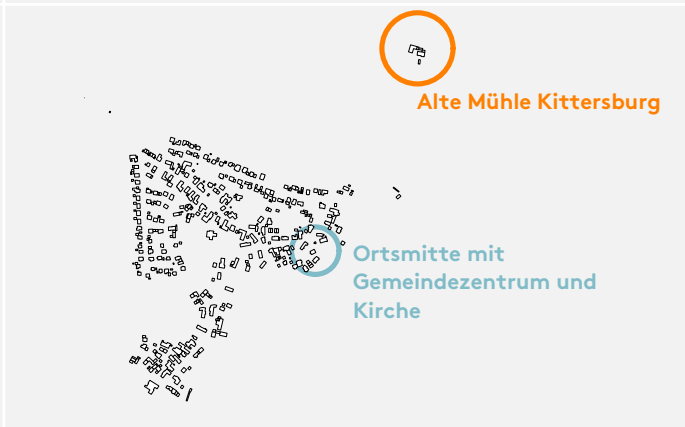 Alte Mühle Kittersburg
Ortsmitte mit
Gemeindezentrum und
Kirche